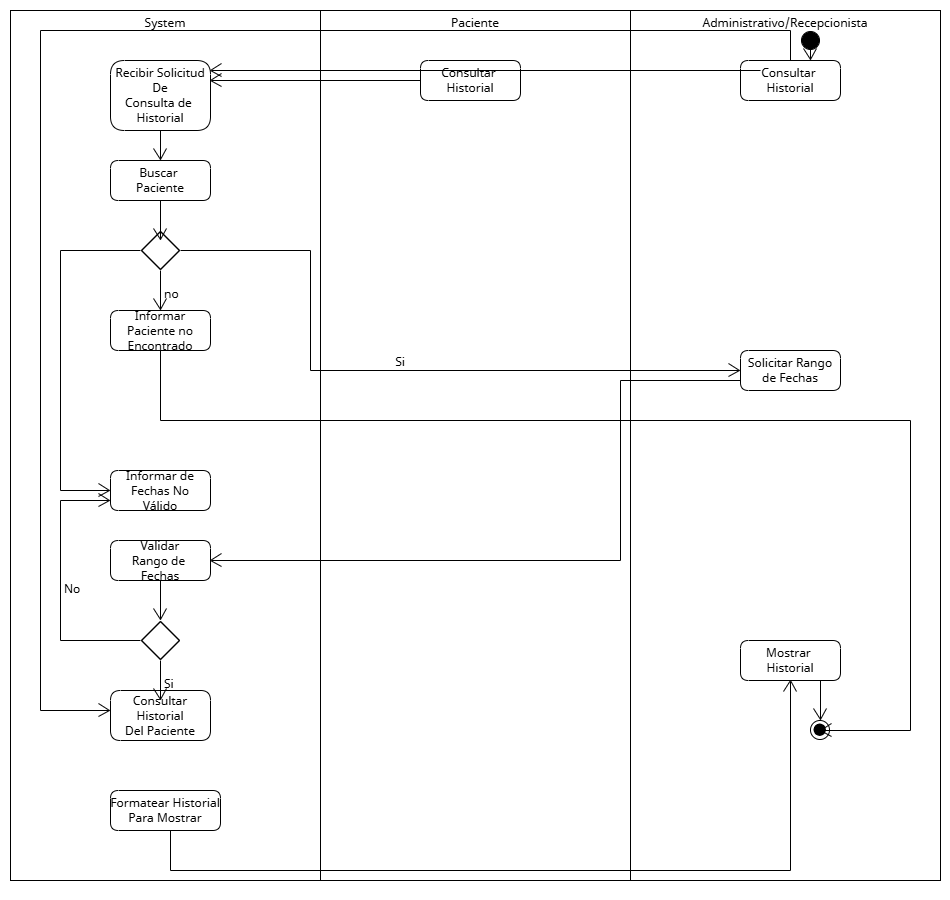 System
Paciente
Administrativo/Recepcionista
Recibir Solicitud
De
Consulta de
Historial
Consultar
Historial
Consultar
Historial
Buscar
Paciente
no
Informar
Paciente no
Encontrado
Si
Solicitar Rango
de Fechas
Informar de
Fechas No
Válido
Validar
Rango de
Fechas
No
Si
Consultar
Historial
Del Paciente
Mostrar
Historial
Formatear Historial
Para Mostrar